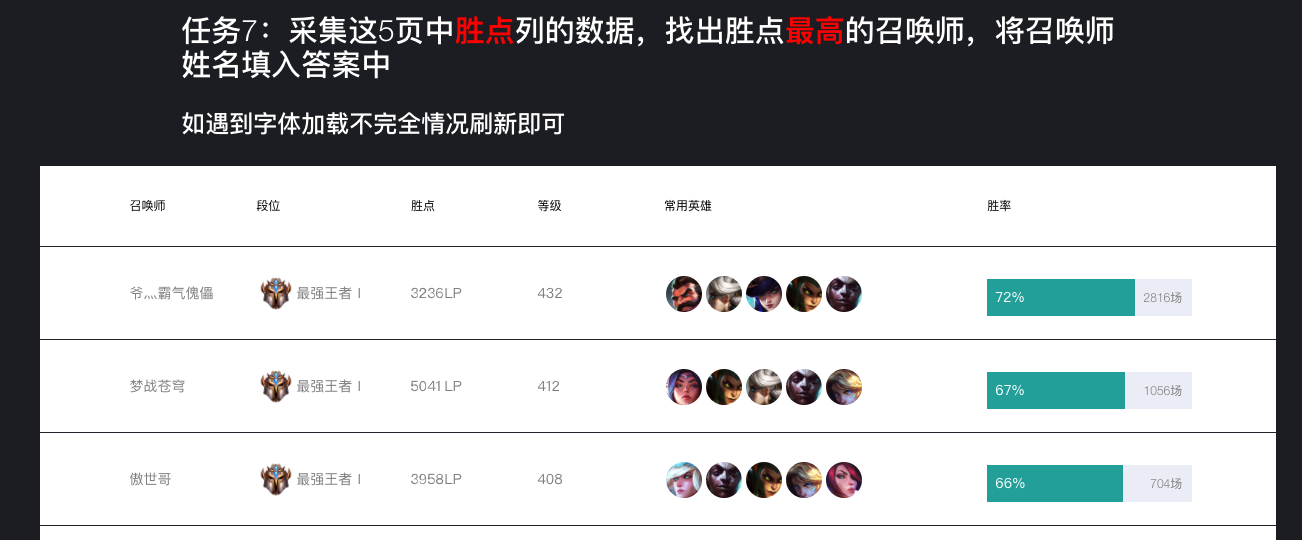 任务7：采集这5页中胜点列的数据，找出胜点最高的召唤师，将召唤师
姓名填入答案中
如遇到字体加载不完全情况刷新即可
召唤师 段位 胜点 等级 常用英雄 胜率
爷灬霸气傀儡 最强王者 I 3236LP 432 72% 2816场
梦战苍穹 最强王者 I 5041 LP 412 67% 1056场
傲世哥 最强王者 I 3958LP 408 66% 704场